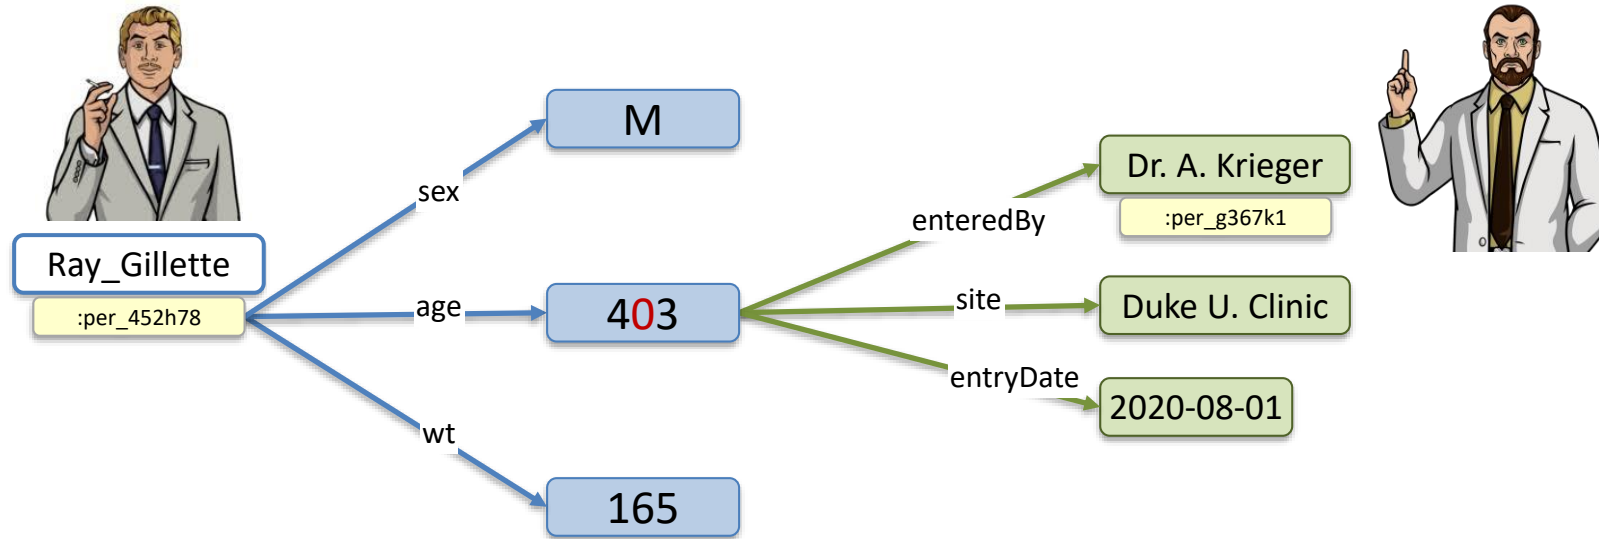 M
sex
Dr. A. Krieger
:per_g367k1
enteredBy
Ray_Gillette
:per_452h78
age
403
site
Duke U. Clinic
entryDate
2020-08-01
wt
165